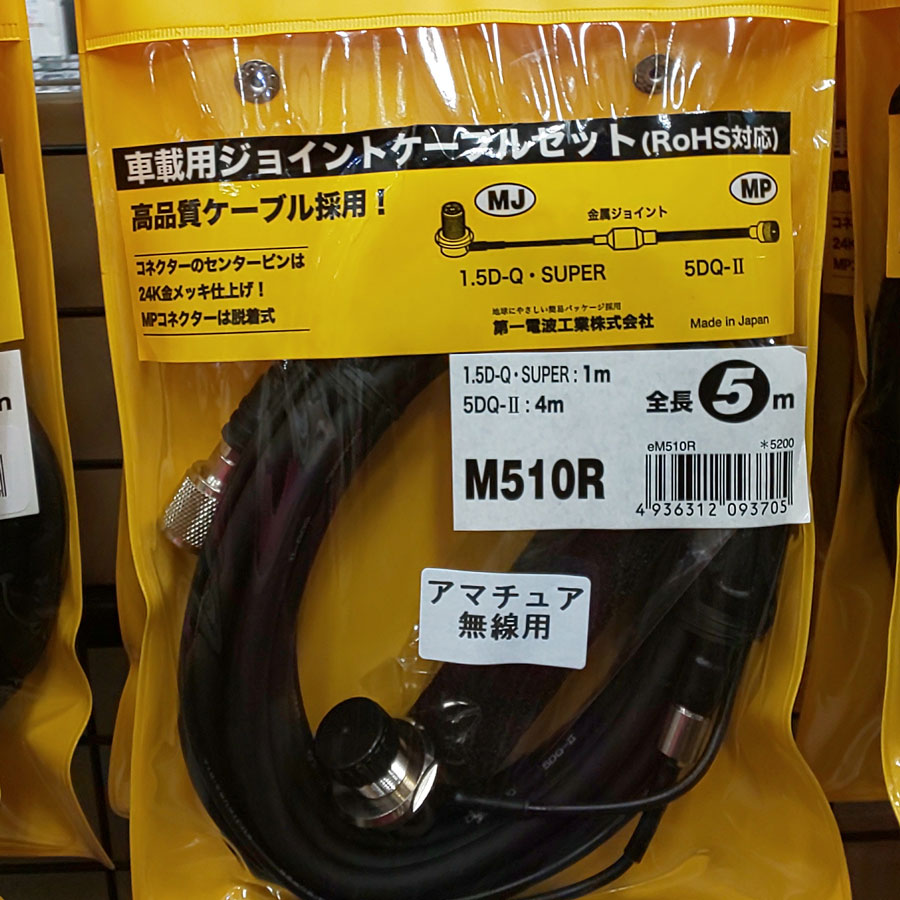 車載用ジョイントケーブルセット(RoHS対応)
高品質ケーブル採用！
MJ
MP
金属ジョイント
コネクターのセンターピンは
24K金メッキ仕上げ！
MPコネクターは脱着式
1.5D-Q・SUPER
5DQ-II
地球にやさしい簡易パッケージ採用
第一電波工業株式会社
Made in Japan
1.5D-Q・SUPER : 1m
5DQ-II : 4m
全長5m
eM510R
＊5200
M510R
4 936312 093705
アマチュア
無線用
5DQ-II
m